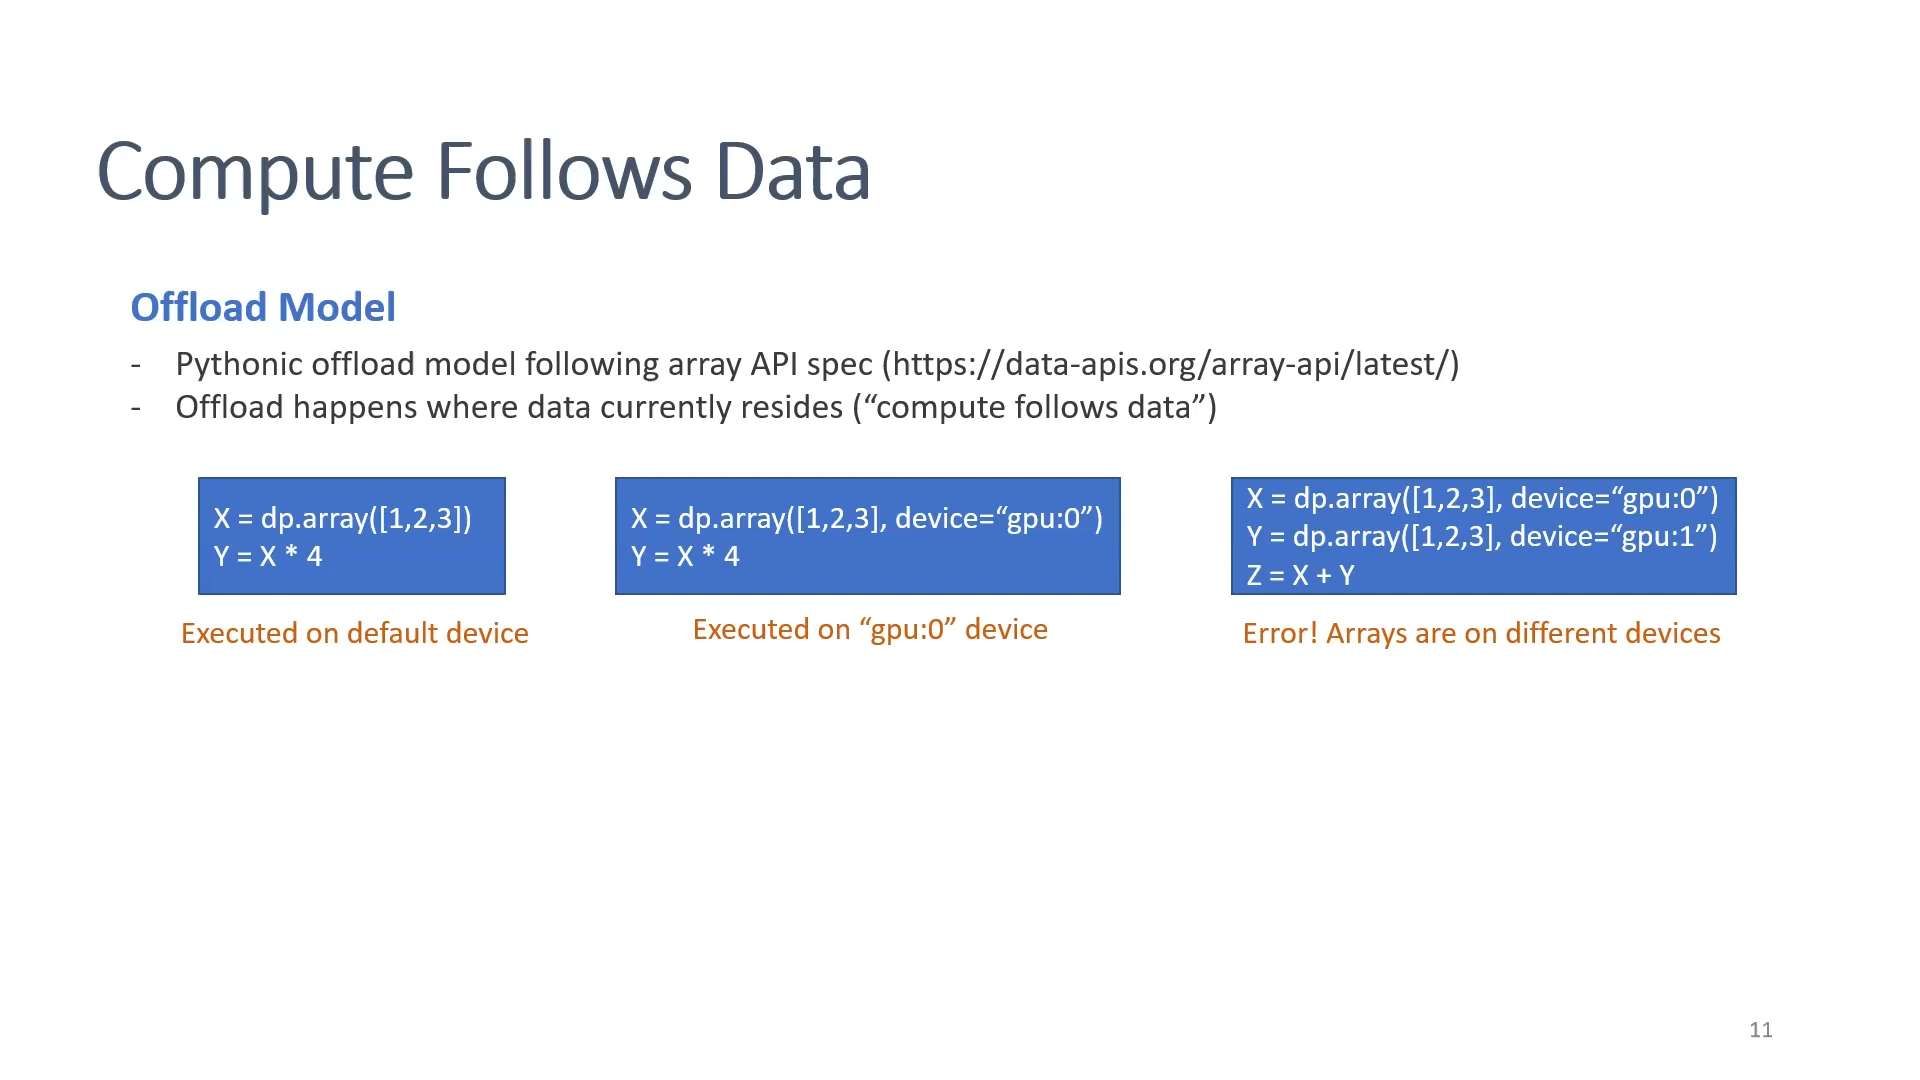 Compute Follows Data
Offload Model
- Pythonic offload model following array API spec (https://data-apis.org/array-api/latest/)
- Offload happens where data currently resides (“compute follows data”)
X = dp.array([1,2,3])
Y = X * 4
Executed on default device
X = dp.array([1,2,3], device=“gpu:0”)
Y = X * 4
Executed on “gpu:0” device
X = dp.array([1,2,3], device=“gpu:0”)
Y = dp.array([1,2,3], device=“gpu:1”)
Z = X + Y
Error! Arrays are on different devices
11